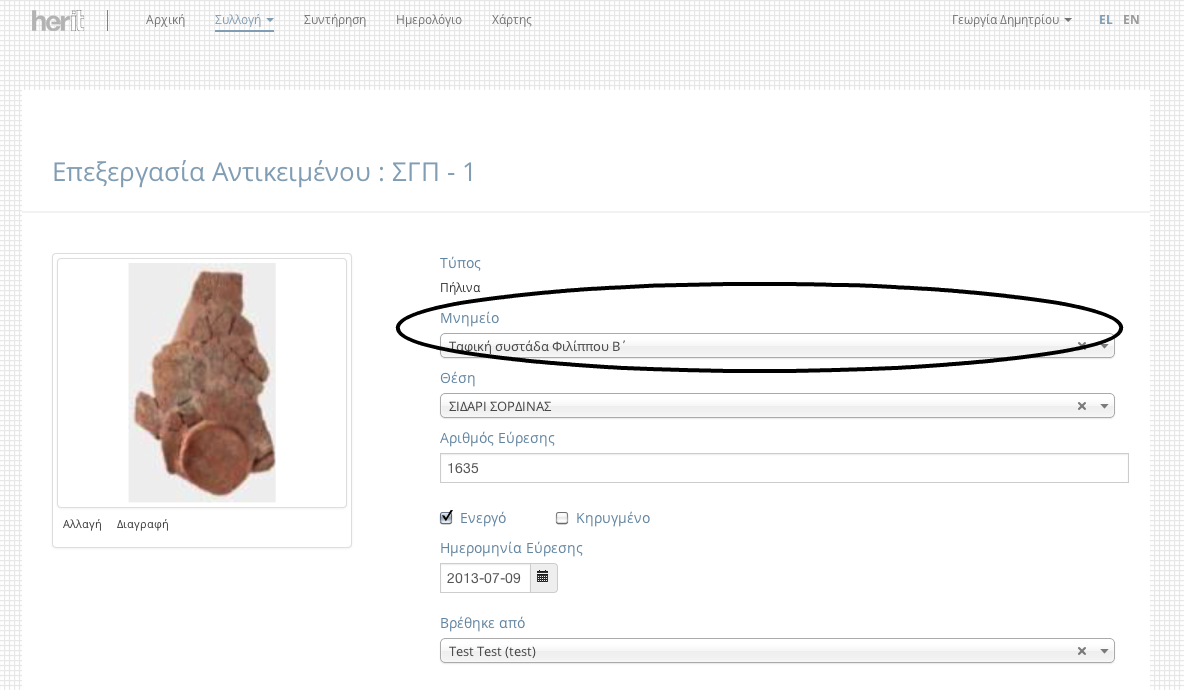 herit Αρχική Συλλογή Συντήρηση Ημερολόγιο Χάρτης Γεωργία Δημητρίου EL EN
Επεξεργασία Αντικειμένου : ΣΓΠ - 1
Τύπος
Πήλινα
Μνημείο
Ταφική συστάδα Φιλίππου Β΄
Θέση
ΣΙΔΑΡΙ ΣΟΡΔΙΝΑΣ
Αριθμός Εύρεσης
1635
Αλλαγή Διαγραφή
Ενεργό Κηρυγμένο
Ημερομηνία Εύρεσης
2013-07-09
Βρέθηκε από
Test Test (test)